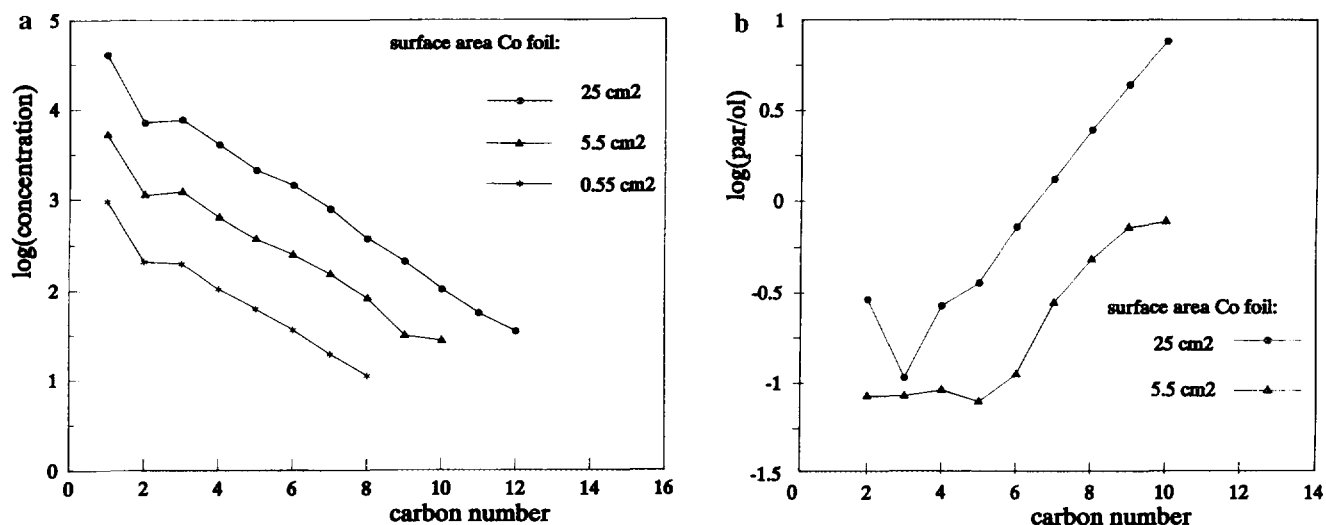 a
5
4
3
2
1
0
log(concentration)
surface area Co foil:
25 cm2
5.5 cm2
0.55 cm2
0 2 4 6 8 10 12 14 16
carbon number
b
1
0.5
0
-0.5
-1
-1.5
log(par/ol)
surface area Co foil:
25 cm2
5.5 cm2
0 2 4 6 8 10 12 14
carbon number